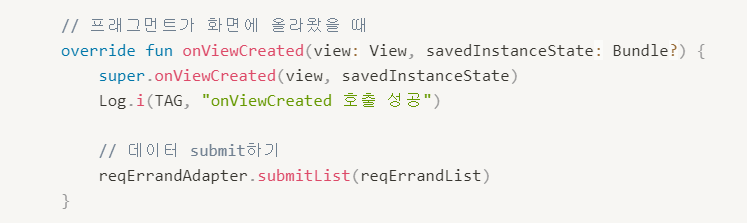 // 프래그먼트가 화면에 올라왔을 때
override fun onViewCreated(view: View, savedInstanceState: Bundle?) {
super.onViewCreated(view, savedInstanceState)
Log.i(TAG, "onViewCreated 호출 성공")
// 데이터 submit하기
reqErrandAdapter.submitList(reqErrandList)
}